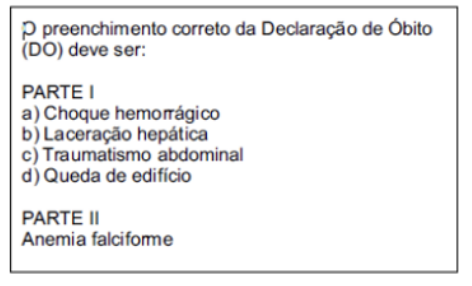 O preenchimento correto da Declaração de Óbito
(DO) deve ser:
PARTE I
a) Choque hemorrágico
b) Laceração hepática
c) Traumatismo abdominal
d) Queda de edifício
PARTE II
Anemia falciforme